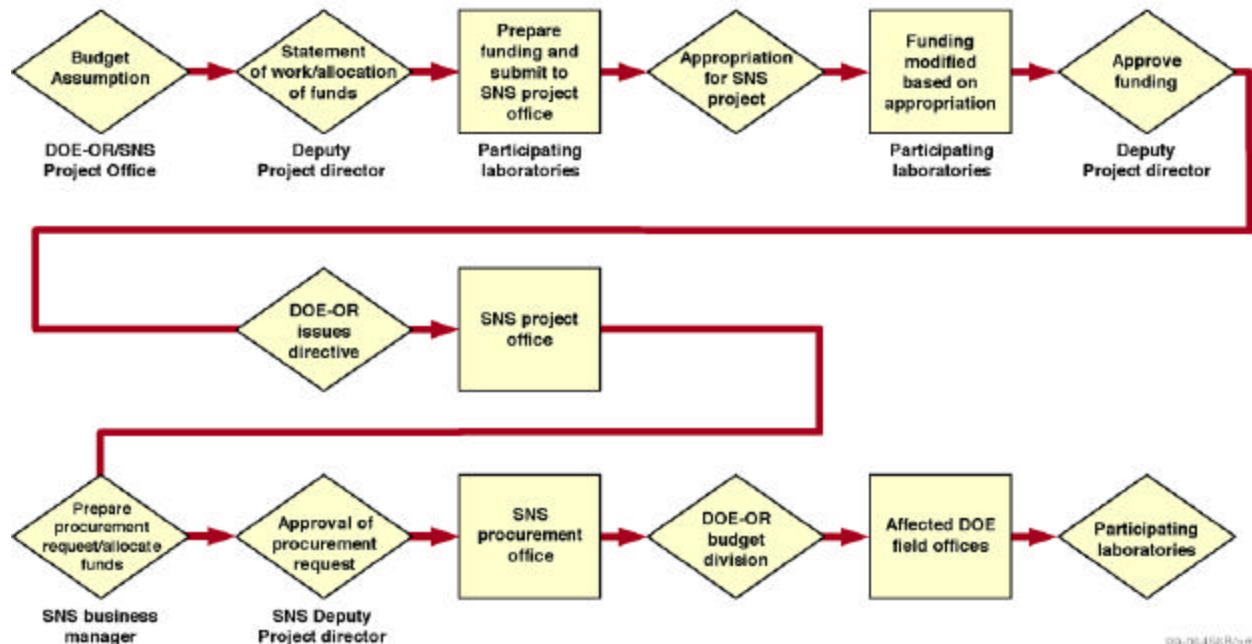 Budget
Assumption
Statement
of work/allocation
of funds
Prepare
funding and
submit to
SNS project
office
Appropriation
for SNS
project
Funding
modified
based on
appropriation
Approve
funding
DOE-OR/SNS
Project Office
Deputy
Project director
Participating
laboratories
Participating
laboratories
Deputy
Project director
DOE-OR
issues
directive
SNS project
office
Prepare
procurement
request/allocate
funds
Approval of
procurement
request
SNS
procurement
office
DOE-OR
budget
division
Affected DOE
field offices
Participating
laboratories
SNS business
manager
SNS Deputy
Project director